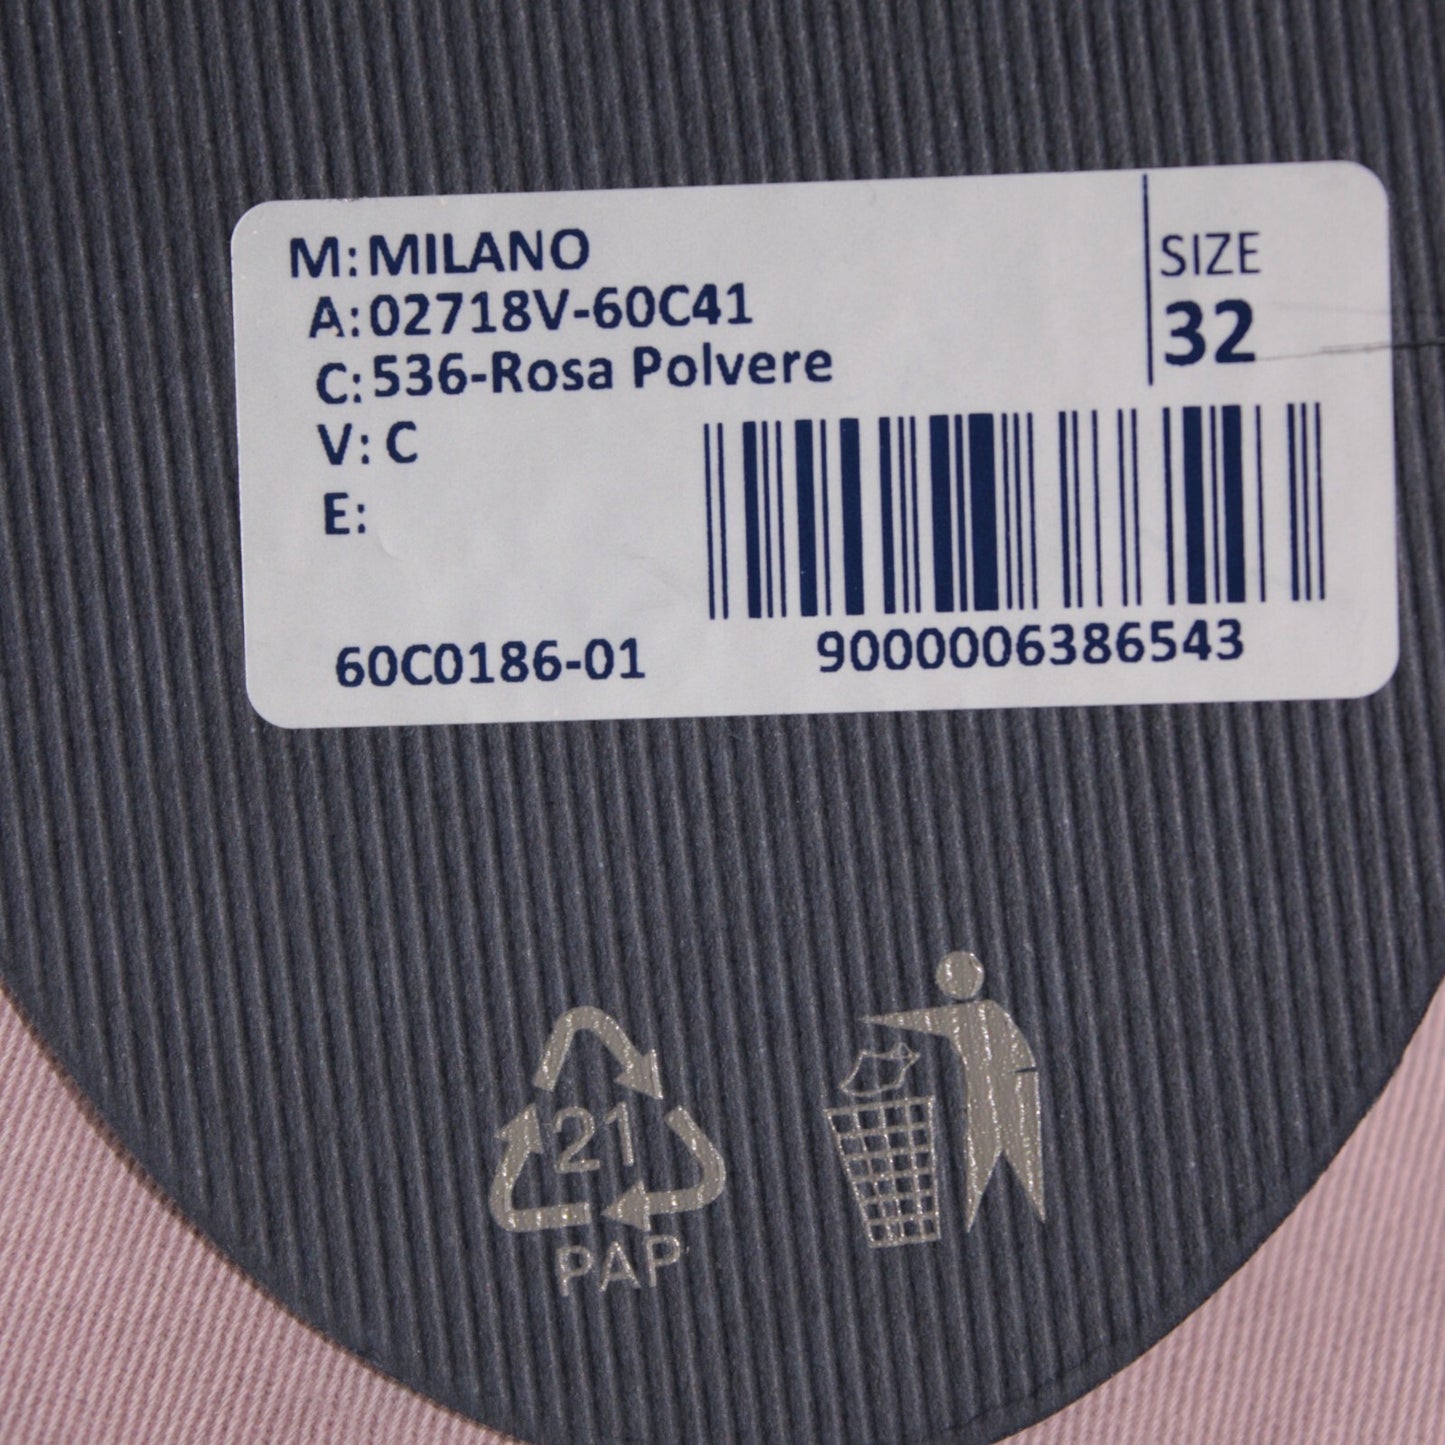 M: MILANO
A: 02718V-60C41
C: 536-Rosa Polvere
V: C
E:
SIZE
32
60C0186-01
9000006386543
21
PAP